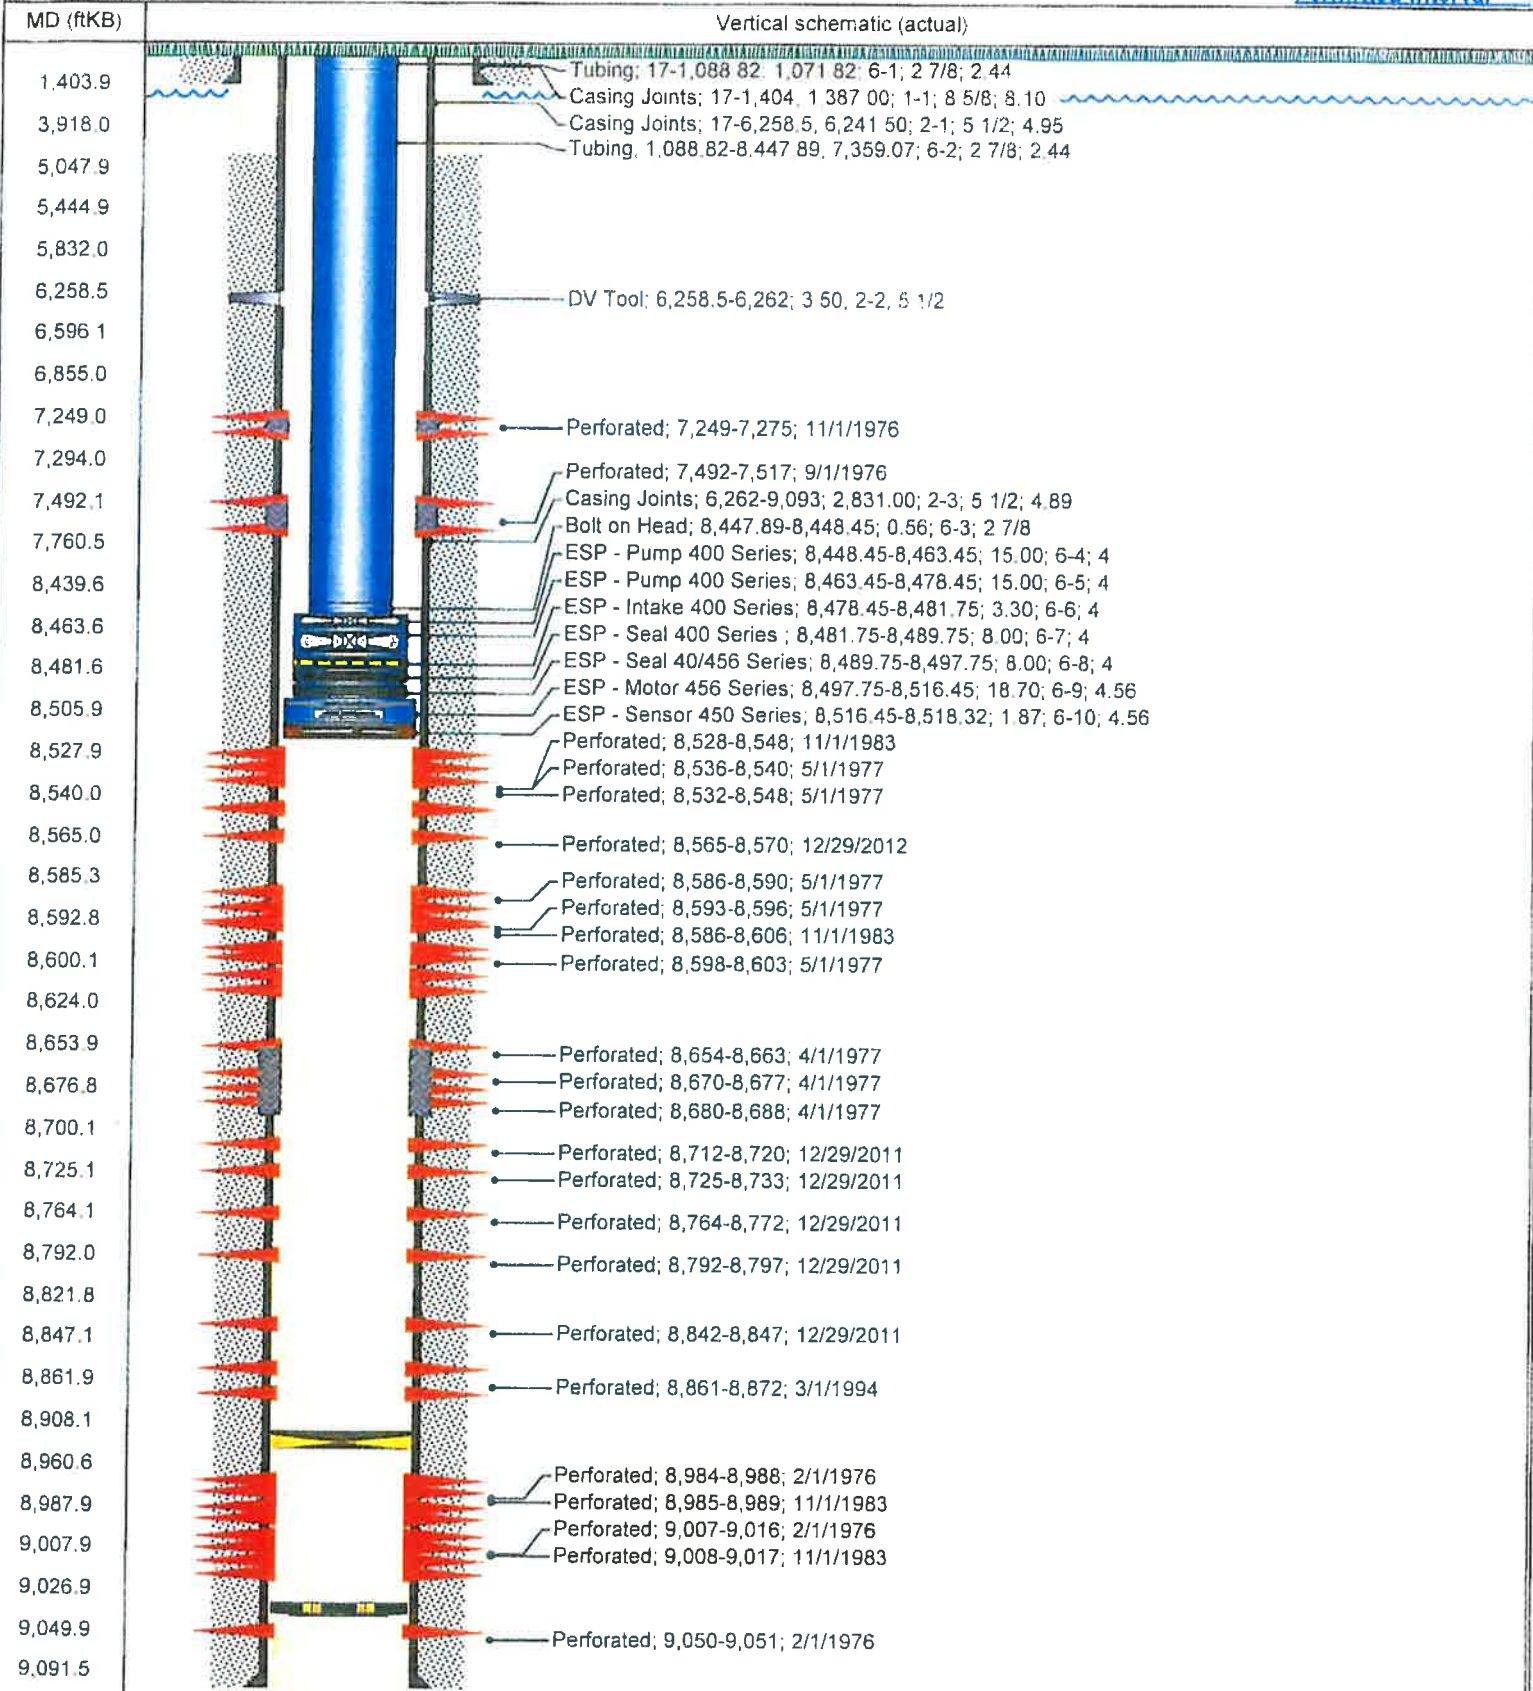 MD (ftKB)
Vertical schematic (actual)
1,403.9
3,918.0
5,047.9
5,444.9
5,832.0
6,258.5
6,596 1
6,855.0
7,249.0
7,294.0
7,492.1
7,760.5
8,439.6
8,463.6
8,481.6
8,505.9
8,527.9
8,540.0
8,565.0
8,585.3
8,592.8
8,600.1
8,624.0
8,653.9
8,676.8
8,700.1
8,725.1
8,764.1
8,792.0
8,821.8
8,847.1
8,861.9
8,908.1
8,960.6
8,987.9
9,007.9
9,026.9
9,049.9
9,091.5
Tubing; 17-1,088 82; 1,071 82; 6-1; 2 7/8; 2.44
Casing Joints; 17-1,404, 1,387 00; 1-1; 8 5/8; 8.10
Casing Joints; 17-6,258.5, 6,241 50; 2-1; 5 1/2; 4.95
Tubing, 1,088.82-8,447 89, 7,359.07; 6-2; 2 7/8; 2.44
DV Tool; 6,258.5-6,262; 3 50, 2-2, 5 1/2
Perforated; 7,249-7,275; 11/1/1976
Perforated; 7,492-7,517; 9/1/1976
Casing Joints; 6,262-9,093; 2,831.00; 2-3; 5 1/2; 4.89
Bolt on Head; 8,447.89-8,448.45; 0.56; 6-3; 2 7/8
ESP - Pump 400 Series; 8,448.45-8,463.45; 15.00; 6-4; 4
ESP - Pump 400 Series; 8,463.45-8,478.45; 15.00; 6-5; 4
ESP - Intake 400 Series; 8,478.45-8,481.75; 3.30; 6-6; 4
ESP - Seal 400 Series ; 8,481.75-8,489.75; 8.00; 6-7; 4
ESP - Seal 40/456 Series; 8,489.75-8,497.75; 8.00; 6-8; 4
ESP - Motor 456 Series; 8,497.75-8,516.45; 18.70; 6-9; 4.56
ESP - Sensor 450 Series; 8,516.45-8,518.32; 1.87; 6-10; 4.56
Perforated; 8,528-8,548; 11/1/1983
Perforated; 8,536-8,540; 5/1/1977
Perforated; 8,532-8,548; 5/1/1977
Perforated; 8,565-8,570; 12/29/2012
Perforated; 8,586-8,590; 5/1/1977
Perforated; 8,593-8,596; 5/1/1977
Perforated; 8,586-8,606; 11/1/1983
Perforated; 8,598-8,603; 5/1/1977
Perforated; 8,654-8,663; 4/1/1977
Perforated; 8,670-8,677; 4/1/1977
Perforated; 8,680-8,688; 4/1/1977
Perforated; 8,712-8,720; 12/29/2011
Perforated; 8,725-8,733; 12/29/2011
Perforated; 8,764-8,772; 12/29/2011
Perforated; 8,792-8,797; 12/29/2011
Perforated; 8,842-8,847; 12/29/2011
Perforated; 8,861-8,872; 3/1/1994
Perforated; 8,984-8,988; 2/1/1976
Perforated; 8,985-8,989; 11/1/1983
Perforated; 9,007-9,016; 2/1/1976
Perforated; 9,008-9,017; 11/1/1983
Perforated; 9,050-9,051; 2/1/1976